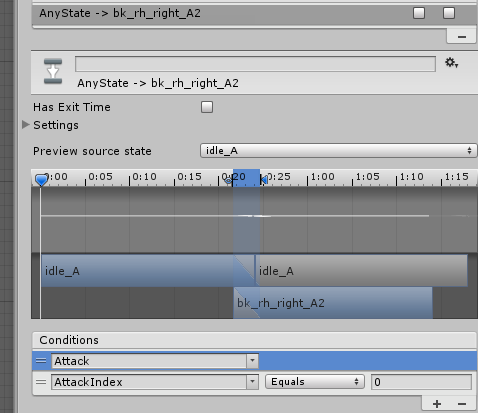 AnyState -> bk_rh_right_A2
AnyState -> bk_rh_right_A2
Has Exit Time
Settings
Preview source state idle_A
0:00 0:05 0:10 0:15 0:20 0:25 1:00 1:05 1:10 1:15
idle_A idle_A
bk_rh_right_A2
Conditions
Attack
AttackIndex Equals 0